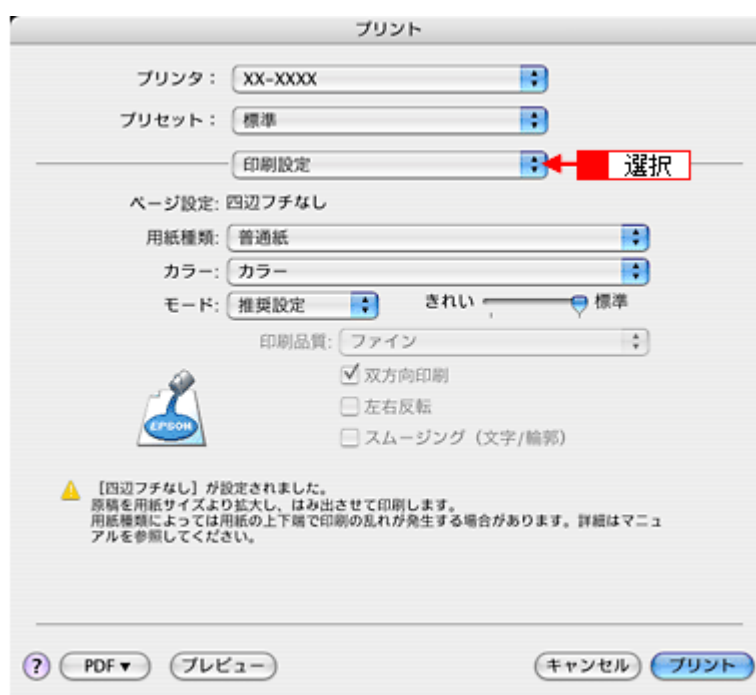 プリント
プリンタ： XX-XXXX
プリセット： 標準
印刷設定 選択
ページ設定: 四辺フチなし
用紙種類: 普通紙
カラー: カラー
モード: 推奨設定 きれい 標準
印刷品質: ファイン
双方向印刷
左右反転
スムージング（文字/輪郭）
EPSON
［四辺フチなし］が設定されました。
原稿を用紙サイズより拡大し、はみ出させて印刷します。
用紙種類によっては用紙の上下端で印刷の乱れが発生する場合があります。詳細はマニュ
アルを参照してください。
? PDF▼ プレビュー キャンセル プリント